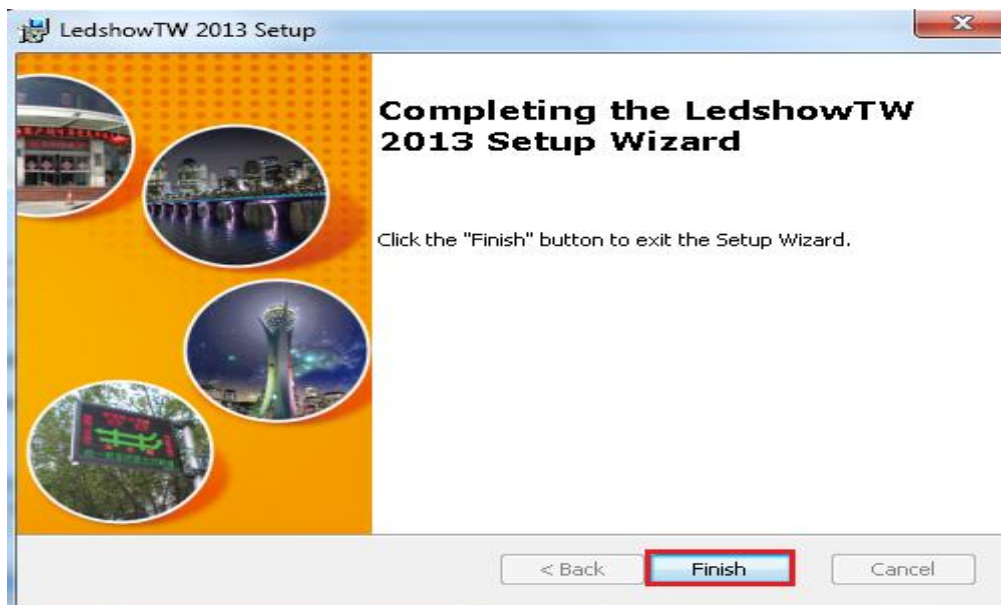 LedshowTW 2013 Setup
Completing the LedshowTW
2013 Setup Wizard
Click the "Finish" button to exit the Setup Wizard.
< Back
Finish
Cancel